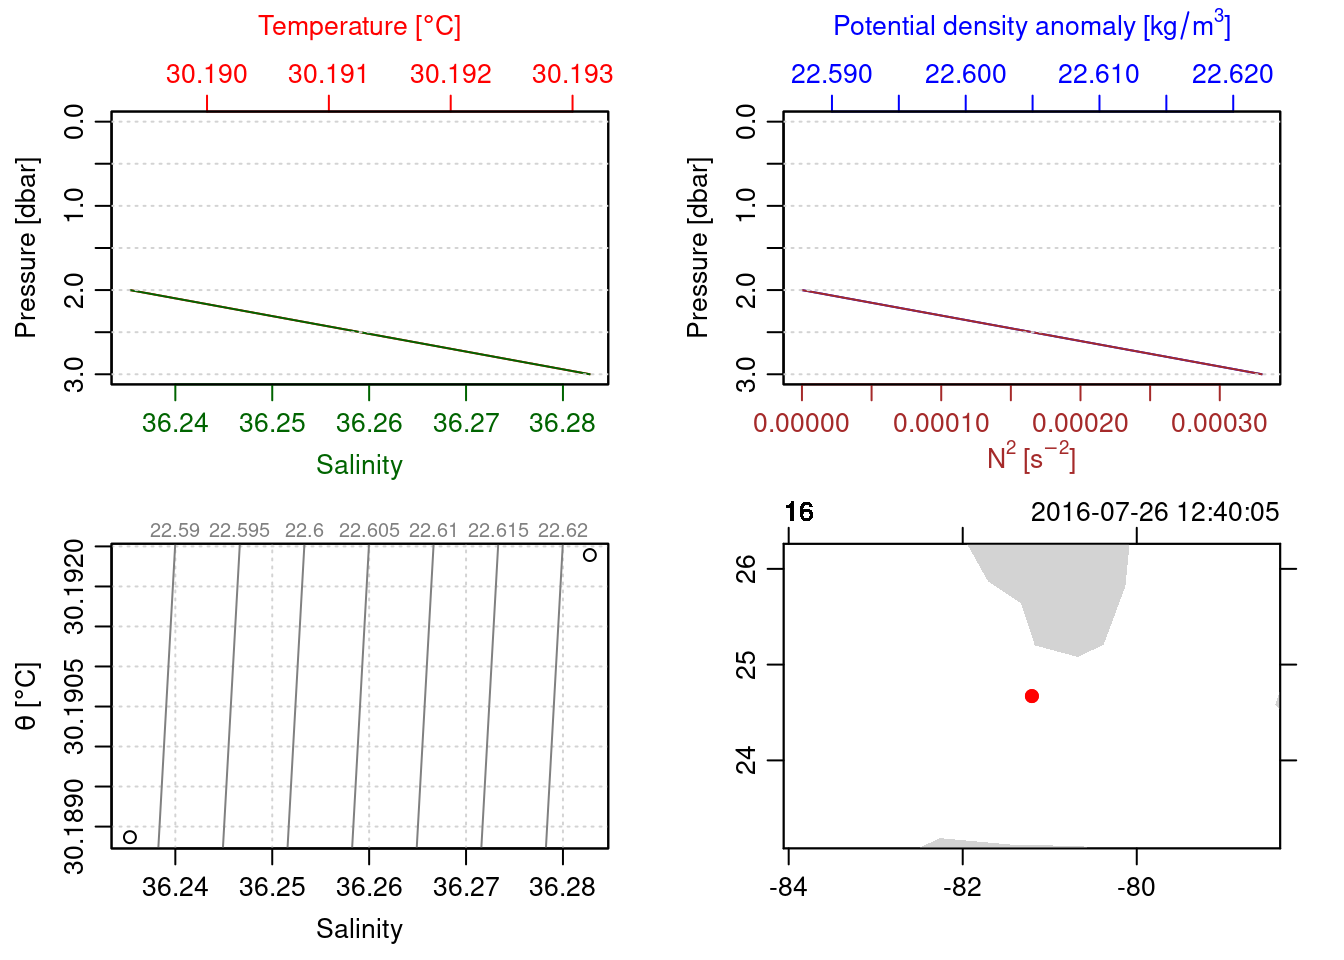 Temperature [°C]
30.190 30.191 30.192 30.193
Pressure [dbar]
0.0 1.0 2.0 3.0
36.24 36.25 36.26 36.27 36.28
Salinity
Potential density anomaly [kg/m³]
22.590 22.600 22.610 22.620
Pressure [dbar]
0.0 1.0 2.0 3.0
0.00000 0.00010 0.00020 0.00030
N² [s⁻²]
22.59 22.595 22.6 22.605 22.61 22.615 22.62
θ [°C]
30.1890 30.1905 30.1920
36.24 36.25 36.26 36.27 36.28
Salinity
16 2016-07-26 12:40:05
26
25
24
-84 -82 -80